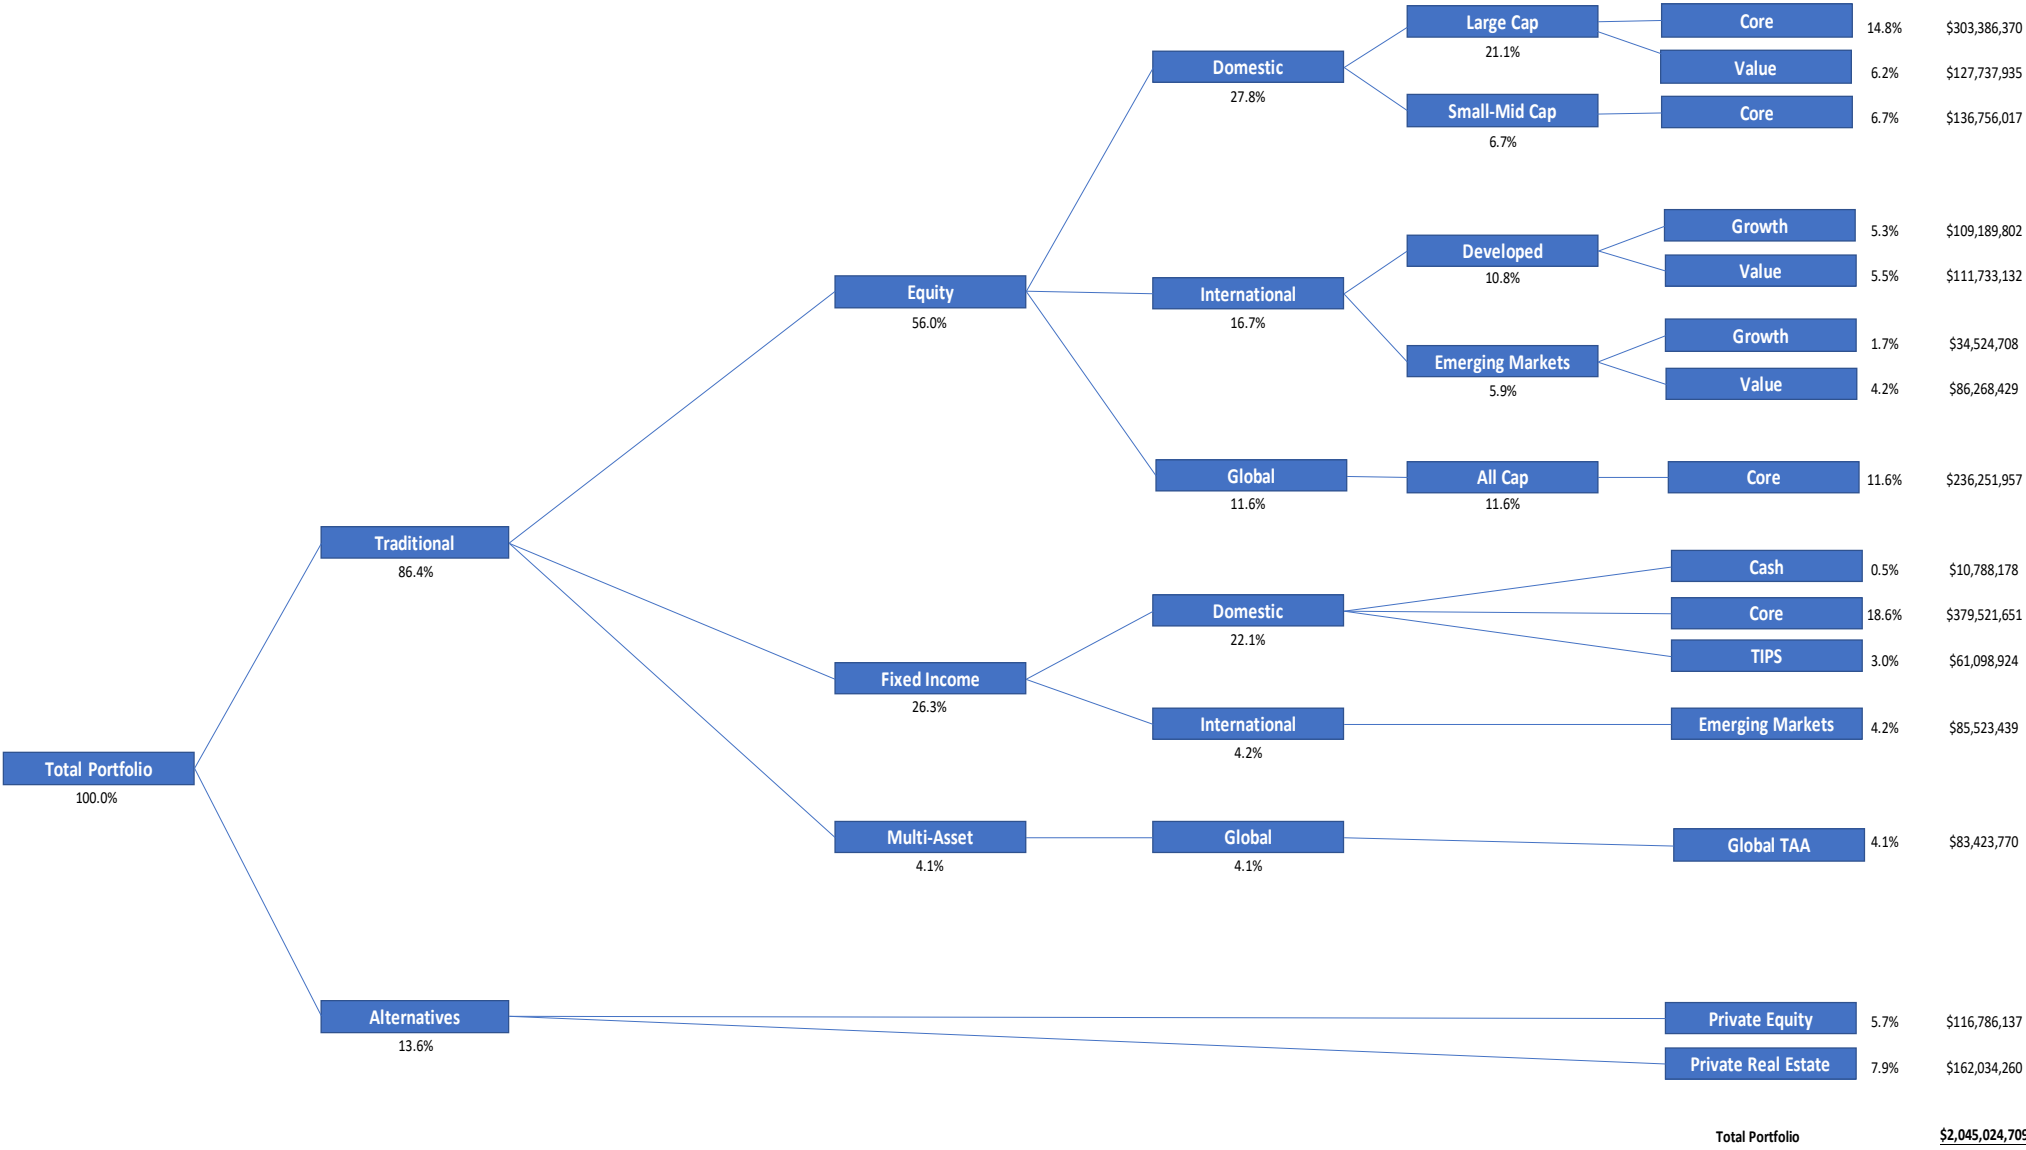 Large Cap
21.1%
Core
14.8%
$303,386,370
Value
6.2%
$127,737,935
Domestic
27.8%
Small-Mid Cap
6.7%
Core
6.7%
$136,756,017
Growth
5.3%
$109,189,802
Developed
10.8%
Value
5.5%
$111,733,132
Equity
56.0%
International
16.7%
Growth
1.7%
$34,524,708
Emerging Markets
5.9%
Value
4.2%
$86,268,429
Global
11.6%
All Cap
11.6%
Core
11.6%
$236,251,957
Traditional
86.4%
Cash
0.5%
$10,788,178
Domestic
22.1%
Core
18.6%
$379,521,651
TIPS
3.0%
$61,098,924
Fixed Income
26.3%
International
4.2%
Emerging Markets
4.2%
$85,523,439
Total Portfolio
100.0%
Multi-Asset
4.1%
Global
4.1%
Global TAA
4.1%
$83,423,770
Alternatives
13.6%
Private Equity
5.7%
$116,786,137
Private Real Estate
7.9%
$162,034,260
Total Portfolio
$2,045,024,709